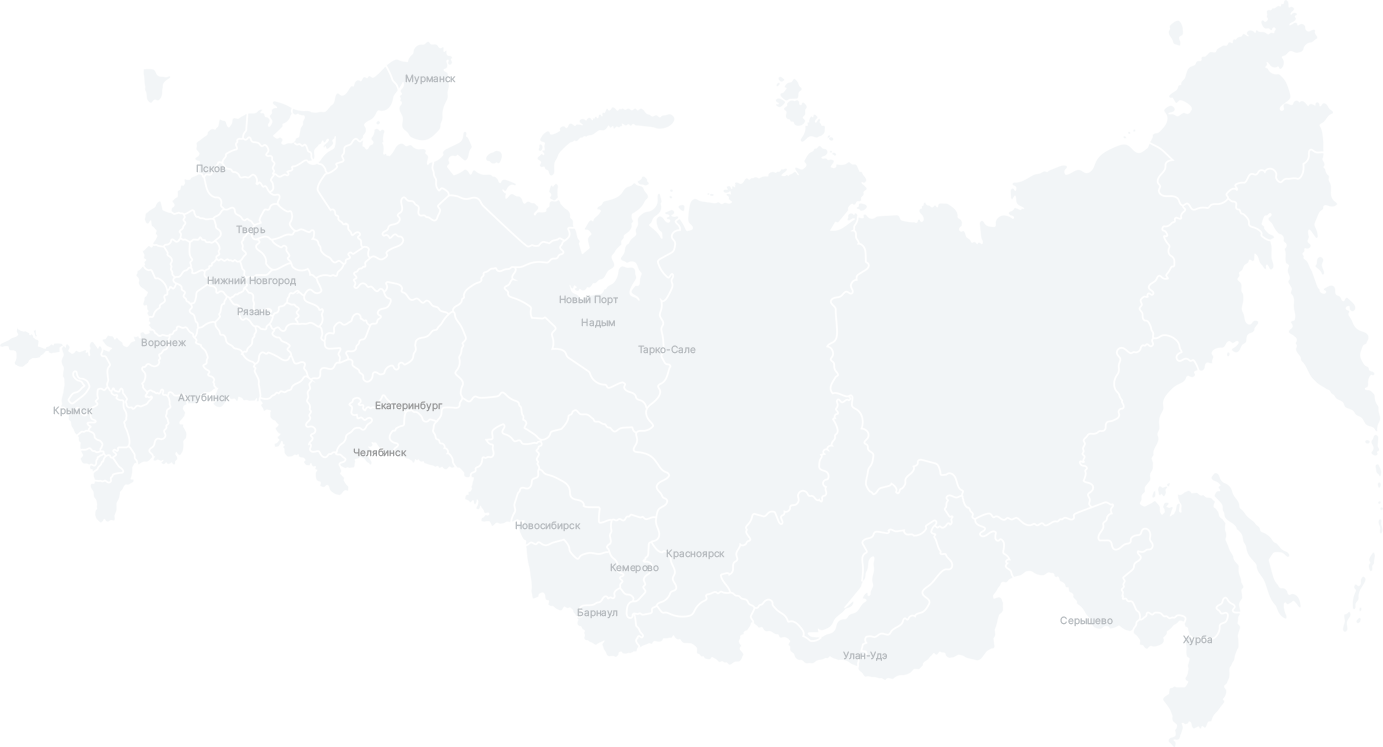 Мурманск
Псков
Тверь
Нижний Новгород
Новый Порт
Рязань
Надым
Воронеж
Тарко-Сале
Ахтубинск
Екатеринбург
Крымск
Челябинск
Новосибирск
Красноярск
Кемерово
Барнаул
Серышево
Хурба
Улан-Удэ